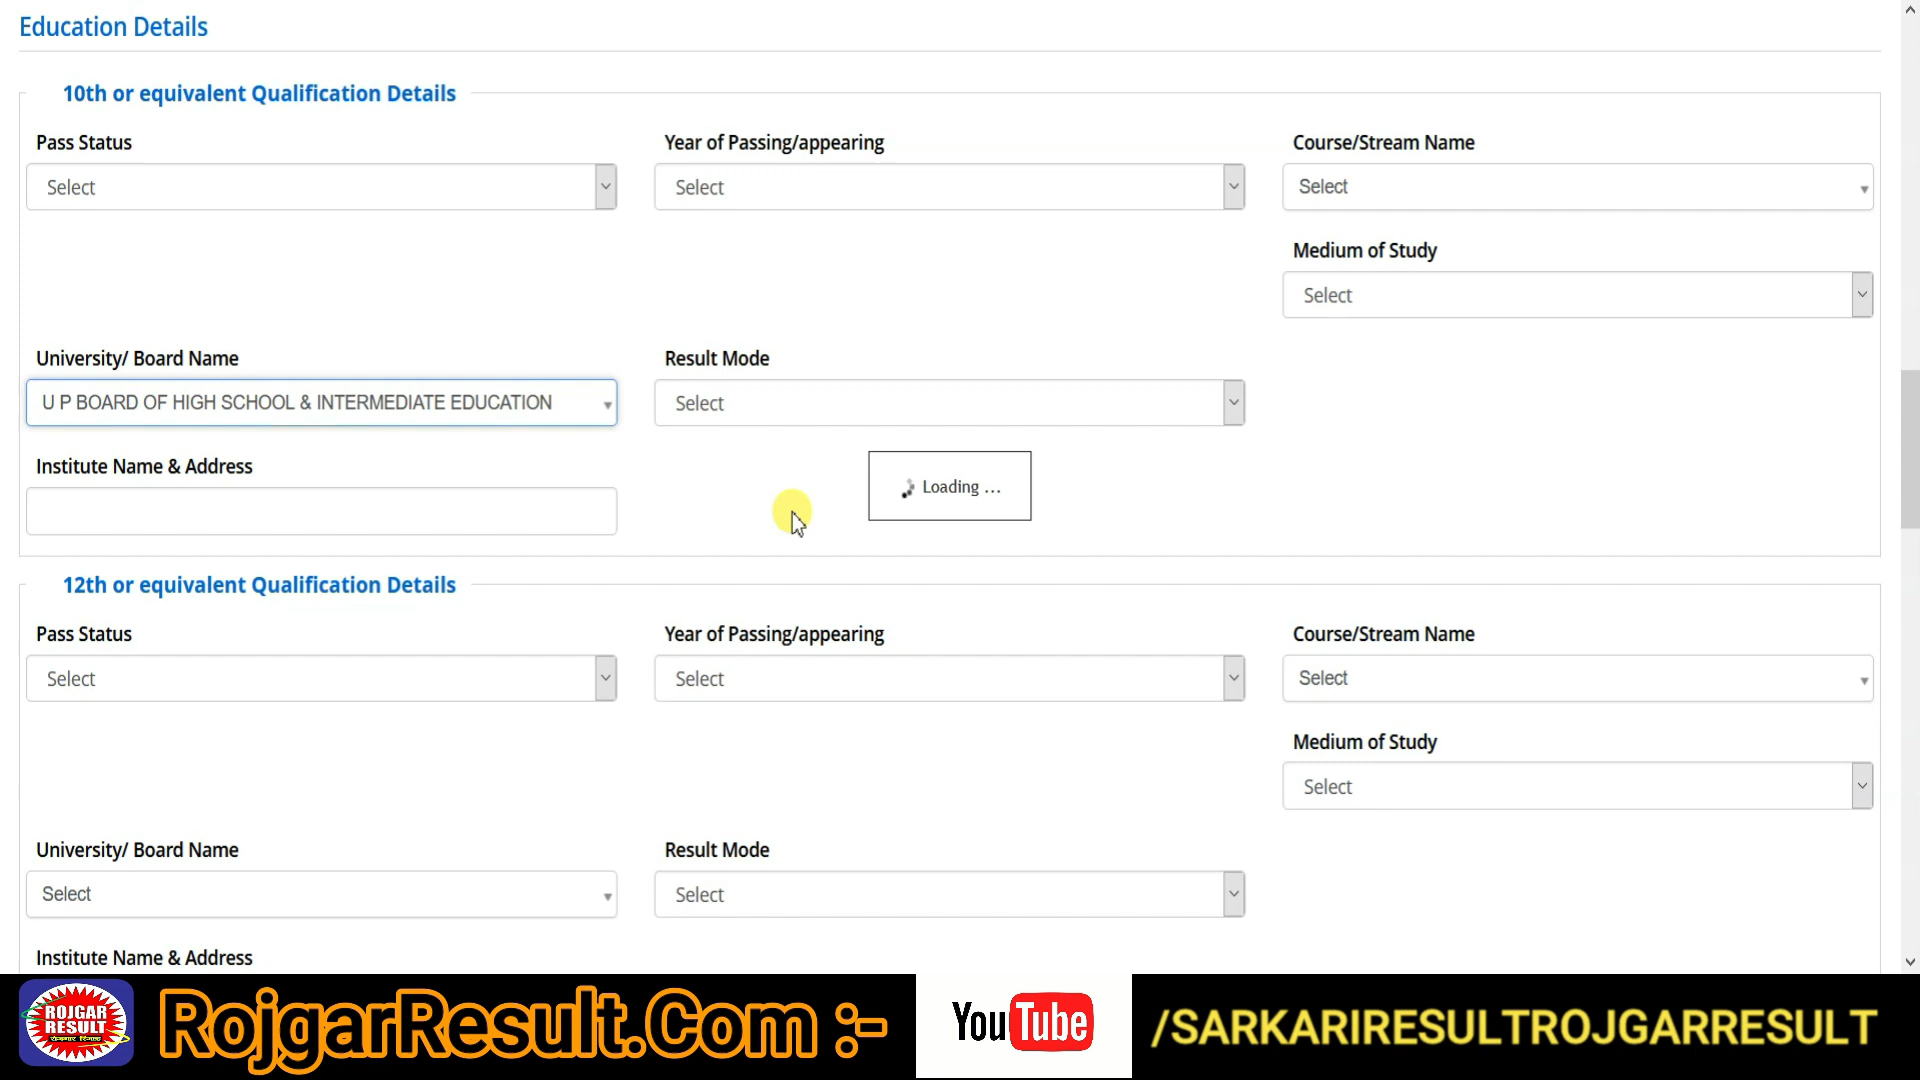 Education Details
10th or equivalent Qualification Details
Pass Status
Year of Passing/appearing
Course/Stream Name
Select
Select
Select
Medium of Study
Select
University/ Board Name
Result Mode
U P BOARD OF HIGH SCHOOL & INTERMEDIATE EDUCATION
Select
Institute Name & Address
Loading ...
12th or equivalent Qualification Details
Pass Status
Year of Passing/appearing
Course/Stream Name
Select
Select
Select
Medium of Study
Select
University/ Board Name
Result Mode
Select
Select
Institute Name & Address
ROJGAR
RESULT
रोजगार रिजल्ट
RojgarResult.Com :-
YouTube
/SARKARIRESULTROJGARRESULT